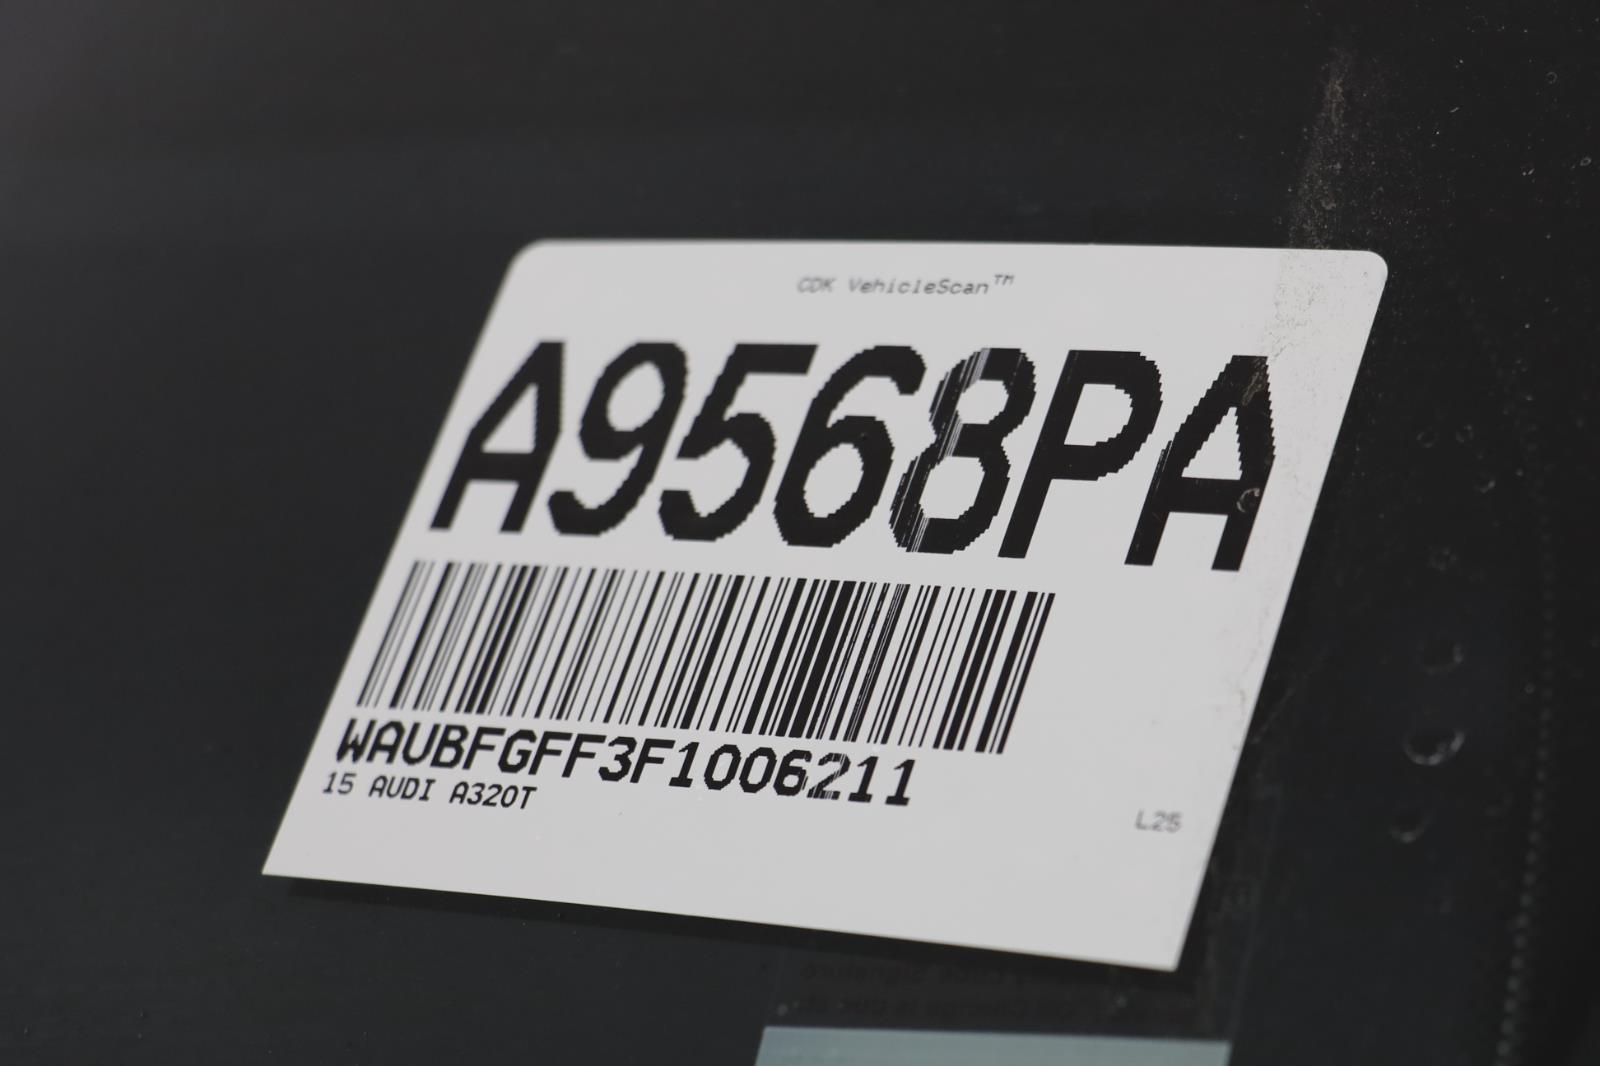 CDK VehicleScan™
A9568PA
WAUBFGFF3F1006211
15 AUDI A320T
L25